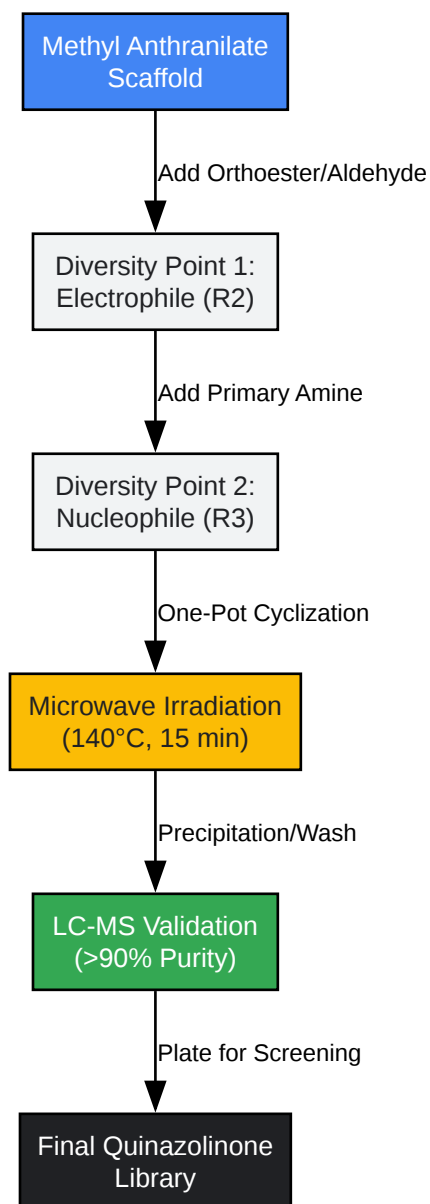 Methyl Anthranilate
Scaffold
Add Orthoester/Aldehyde
Diversity Point 1:
Electrophile (R2)
Add Primary Amine
Diversity Point 2:
Nucleophile (R3)
One-Pot Cyclization
Microwave Irradiation
(140°C, 15 min)
Precipitation/Wash
LC-MS Validation
(>90% Purity)
Plate for Screening
Final Quinazolinone
Library